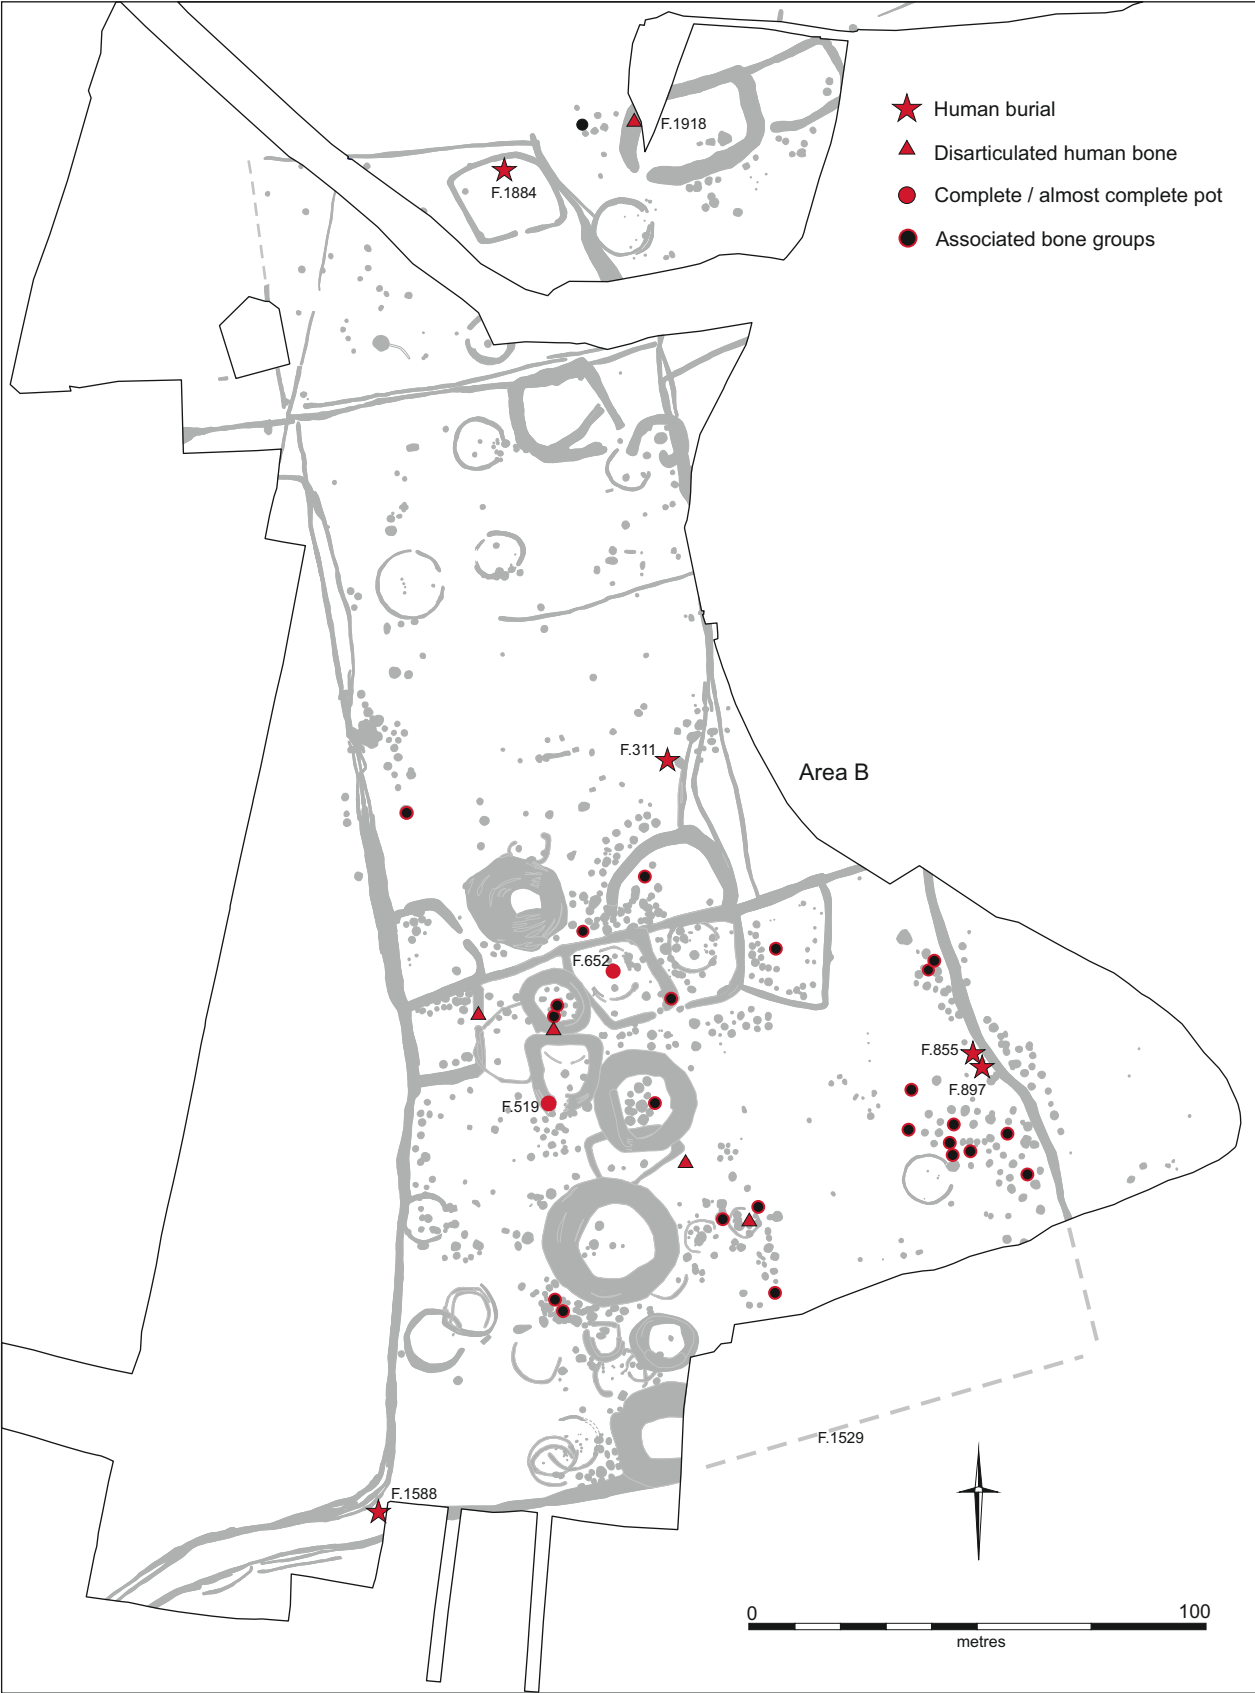 Human burial
F.1918
Disarticulated human bone
F.1884
Complete / almost complete pot
Associated bone groups
F.311
Area B
F.652
F.855
F.897
F.519
F.1529
F.1588
0 100
metres